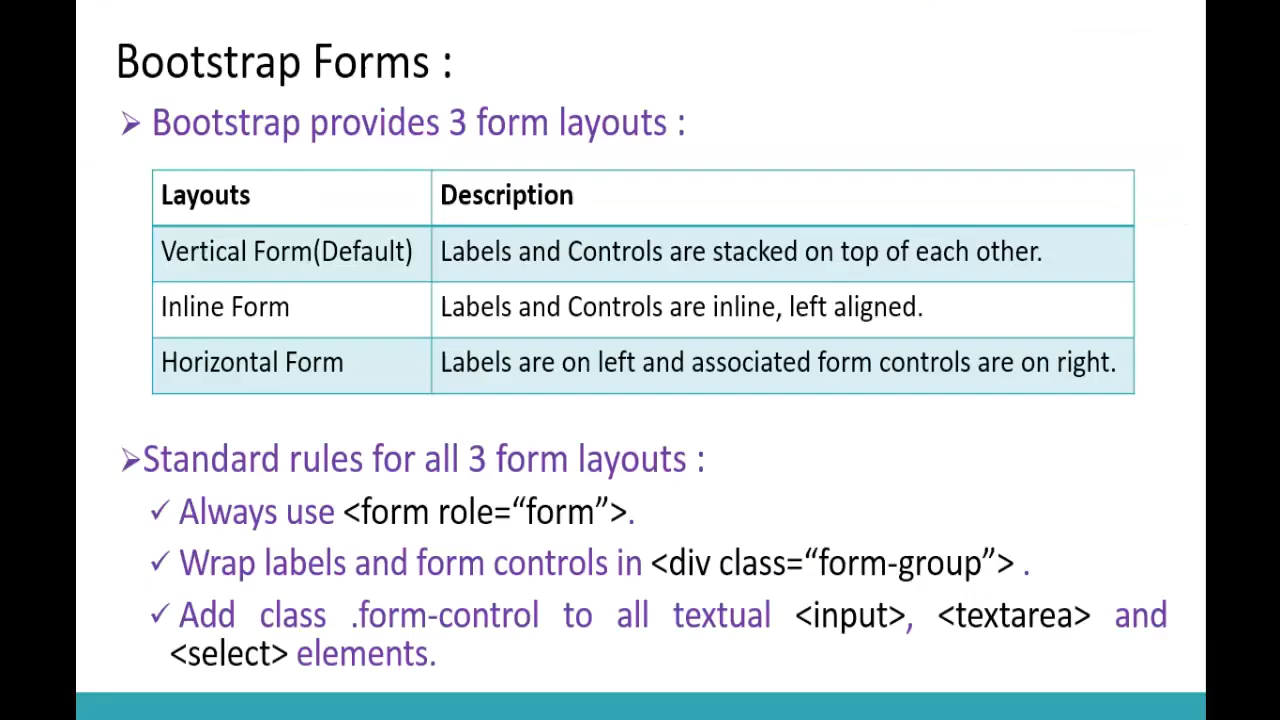 Bootstrap Forms :
➢ Bootstrap provides 3 form layouts :
Layouts Description
Vertical Form(Default) Labels and Controls are stacked on top of each other.
Inline Form Labels and Controls are inline, left aligned.
Horizontal Form Labels are on left and associated form controls are on right.
➢Standard rules for all 3 form layouts :
✓ Always use <form role=“form”>.
✓ Wrap labels and form controls in <div class=“form-group”> .
✓ Add class .form-control to all textual <input>, <textarea> and
<select> elements.